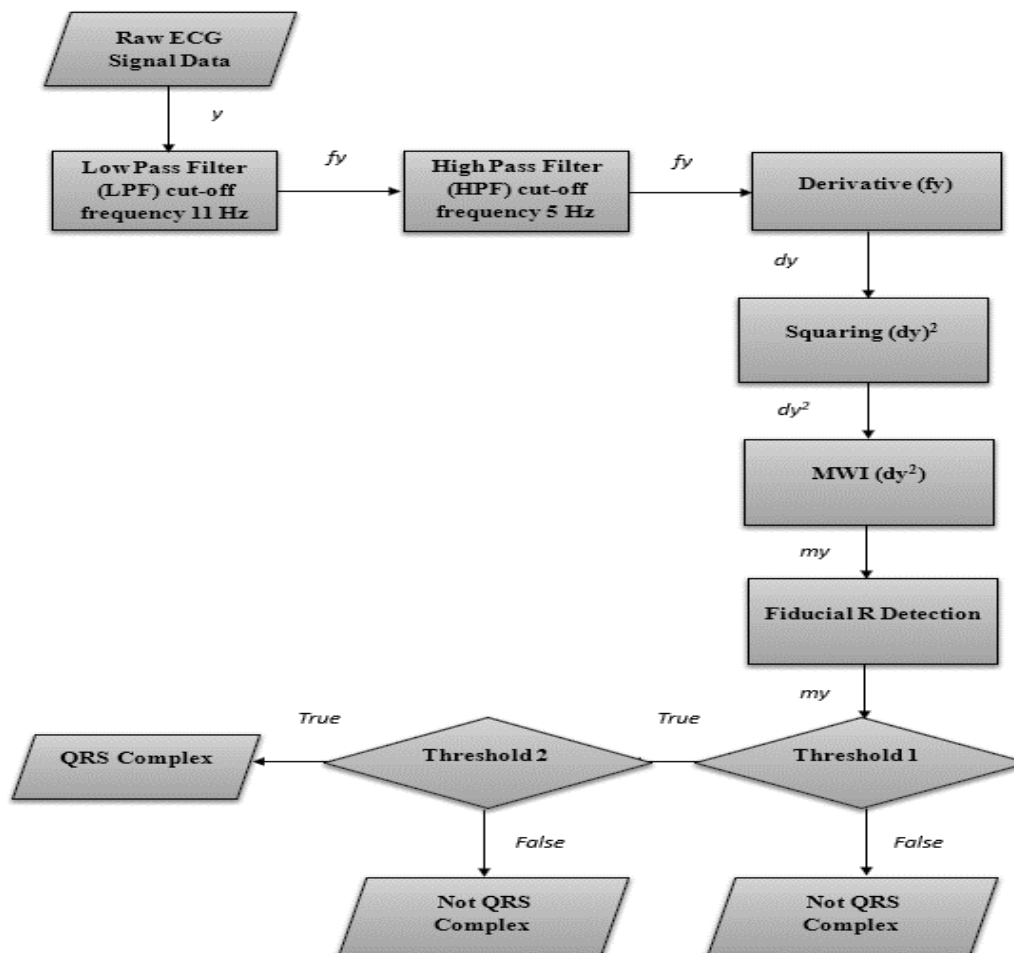 Raw ECG
Signal Data
y
Low Pass Filter
(LPF) cut-off
frequency 11 Hz
fy
High Pass Filter
(HPF) cut-off
frequency 5 Hz
fy
Derivative (fy)
dy
Squaring (dy)²
dy²
MWI (dy²)
my
Fiducial R Detection
my
Threshold 1
True
Threshold 2
True
QRS Complex
False
Not QRS
Complex
False
Not QRS
Complex